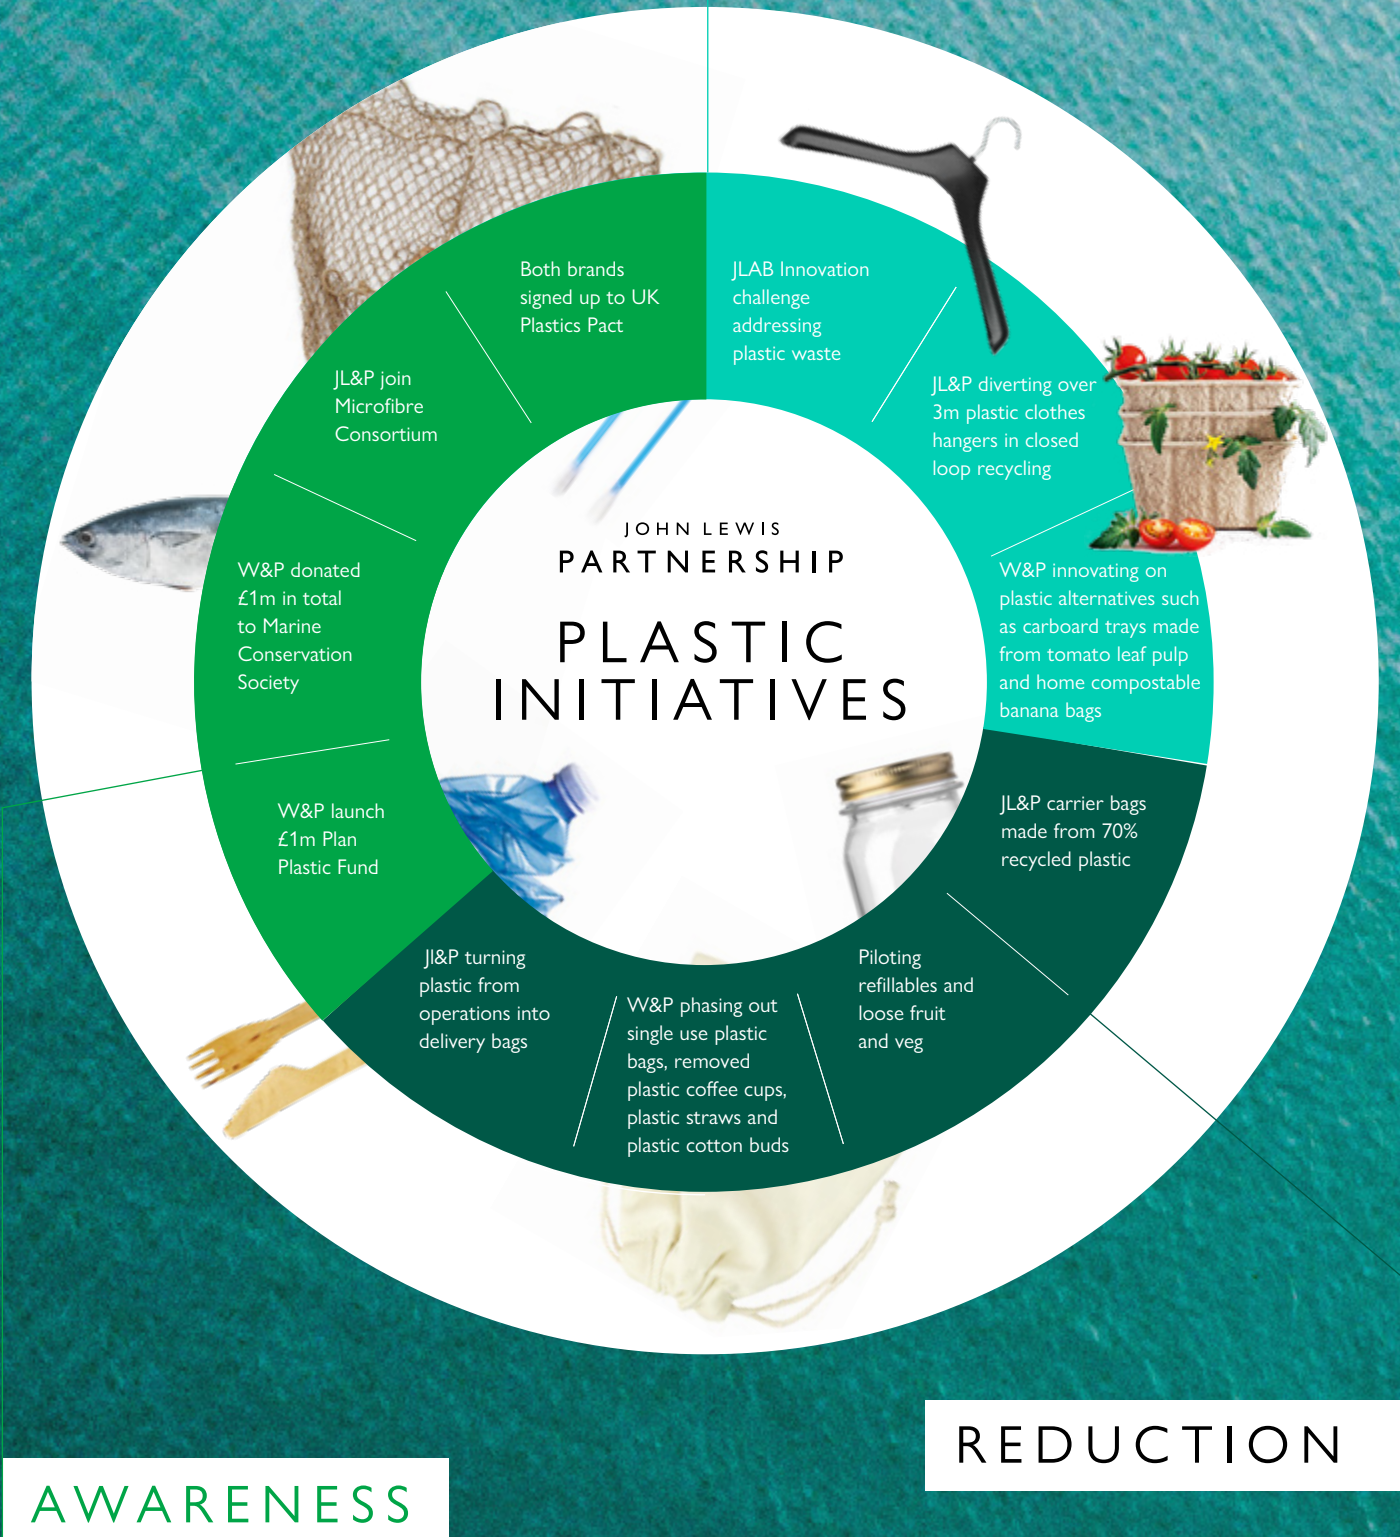 JOHN LEWIS
PARTNERSHIP
PLASTIC
INITIATIVES
JLAB Innovation
challenge
addressing
plastic waste
JL&P diverting over
3m plastic clothes
hangers in closed
loop recycling
W&P innovating on
plastic alternatives such
as carboard trays made
from tomato leaf pulp
and home compostable
banana bags
JL&P carrier bags
made from 70%
recycled plastic
Piloting
refillables and
loose fruit
and veg
W&P phasing out
single use plastic
bags, removed
plastic coffee cups,
plastic straws and
plastic cotton buds
Jl&P turning
plastic from
operations into
delivery bags
W&P launch
£1m Plan
Plastic Fund
W&P donated
£1m in total
to Marine
Conservation
Society
JL&P join
Microfibre
Consortium
Both brands
signed up to UK
Plastics Pact
REDUCTION
AWARENESS